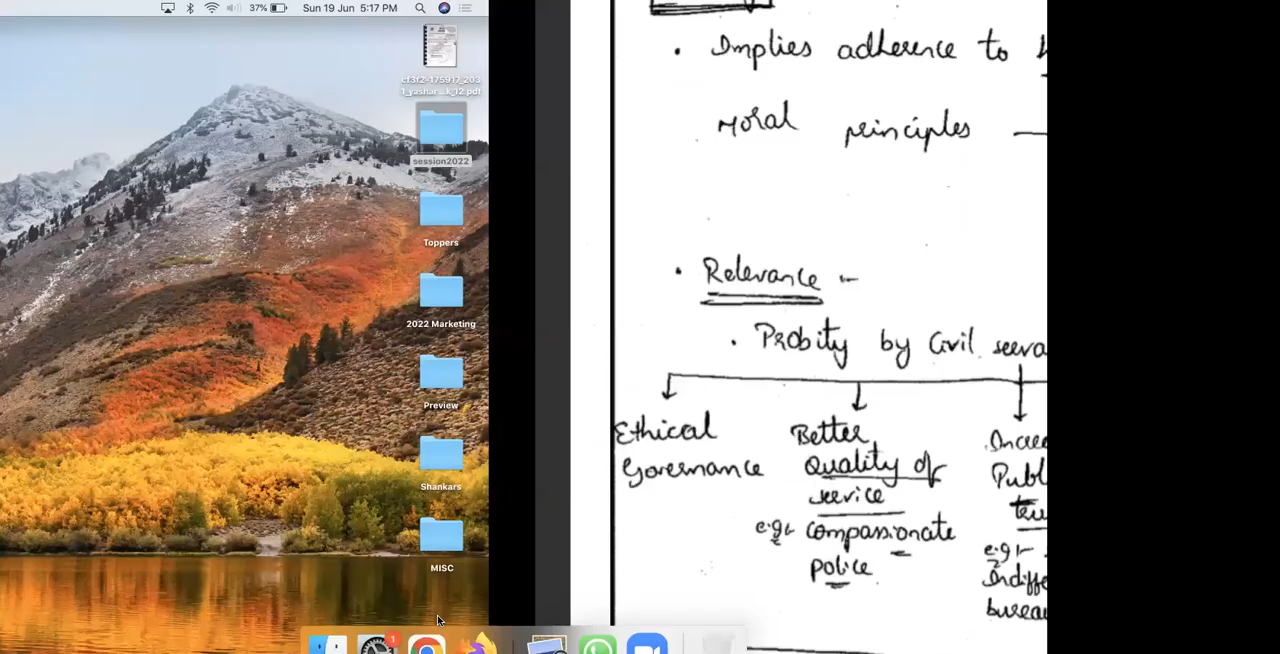 37% Sun 19 Jun 5:17 PM
session2022
Toppers
2022 Marketing
Preview
Shankars
MISC
1
• Implies adherence to
Moral principles —
• Relevance –
• Probity by Civil
Ethical
Governance
Better
Quality of
service
e.g:- compassionate
police
e.g:-